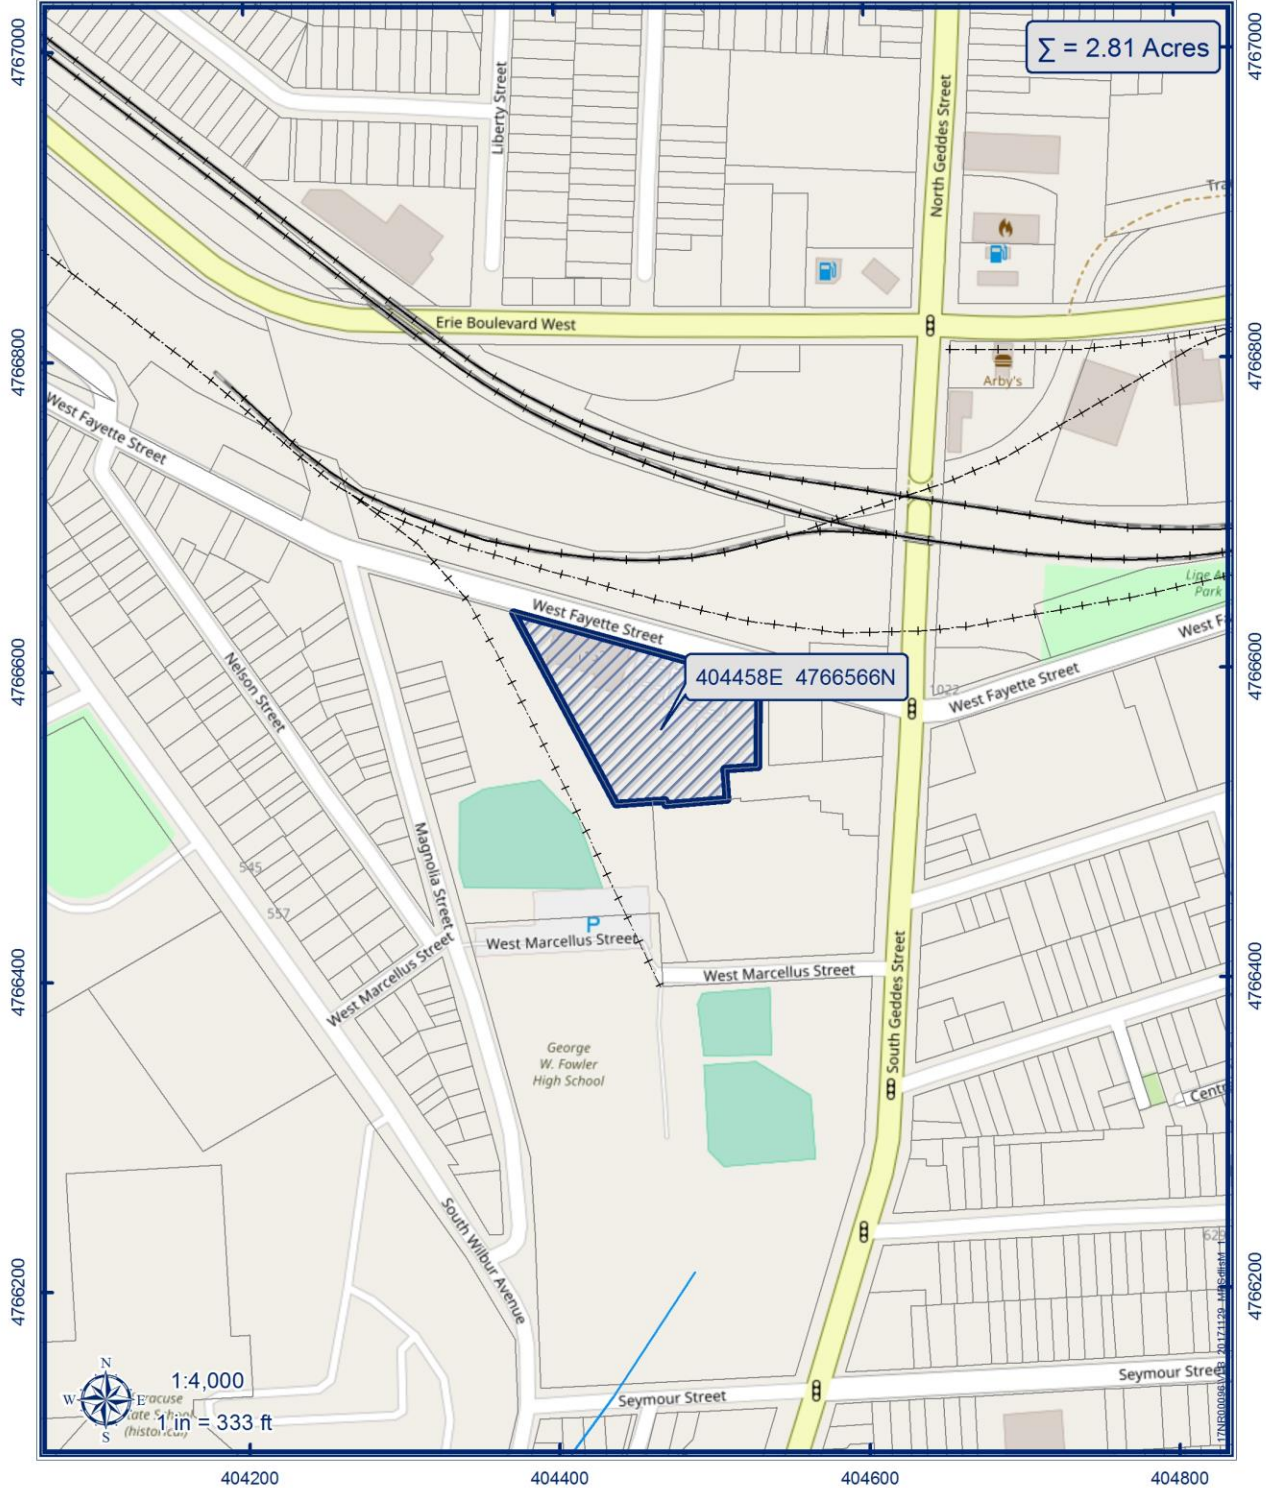 4767000
4767000
∑ = 2.81 Acres
Liberty Street
North Geddes Street
Erie Boulevard West
4766800
4766800
Arby's
West Fayette Street
West Fayette Street
Park
4766600
4766600
404458E 4766566N
1022
West Fayette Street
Nelson Street
Magnolia Street
545
557
P
West Marcellus Street
West Marcellus Street
West Marcellus Street
South Geddes Street
4766400
4766400
George
W. Fowler
High School
South Wilbur Avenue
4766200
4766200
N
W E
S
1:4,000
1 in = 333 ft
(historical)
Seymour Street
Seymour Street
404200
404400
404600
404800